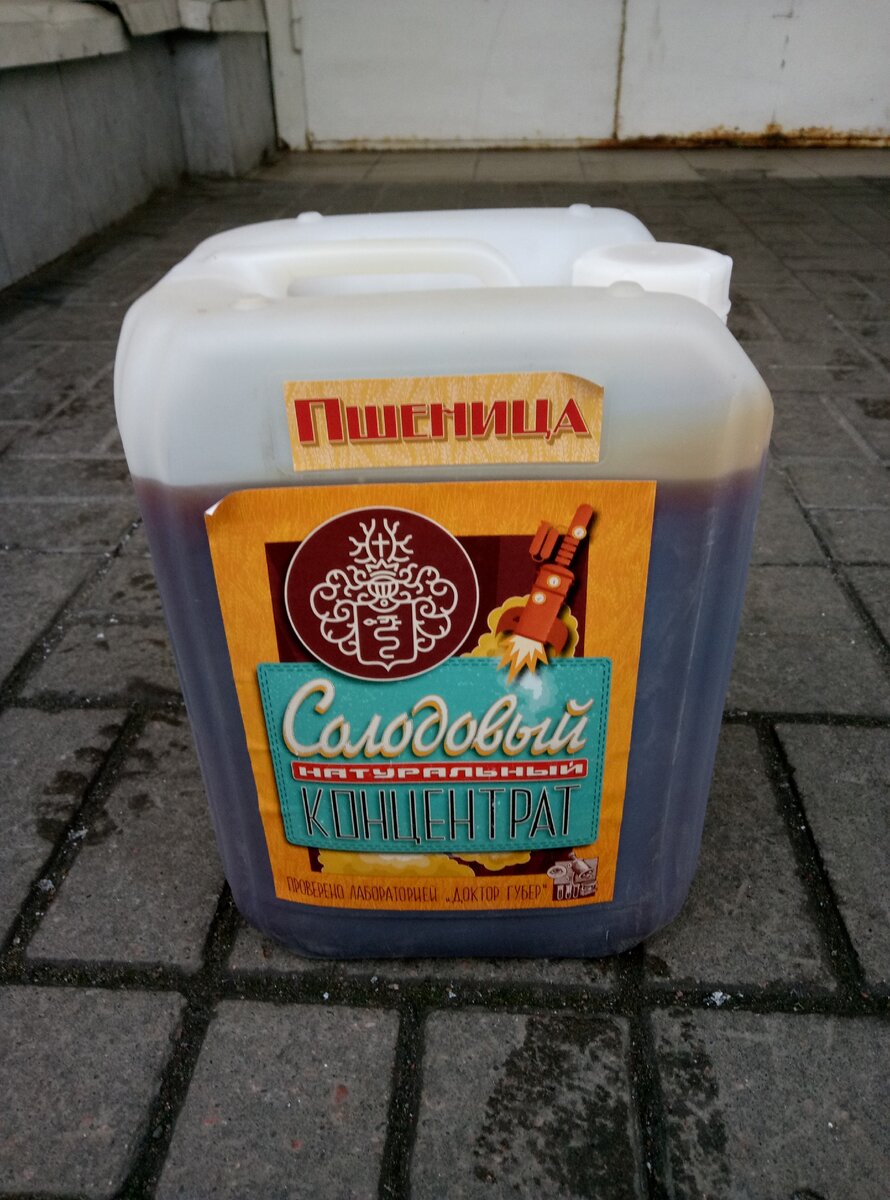 Пшеница
Солодовый
НАТУРАЛЬНЫЙ
КОНЦЕНТРАТ
ПРОВЕРЕНО ЛАБОРАТОРИЕЙ „ДОКТОР ГУБЕР"